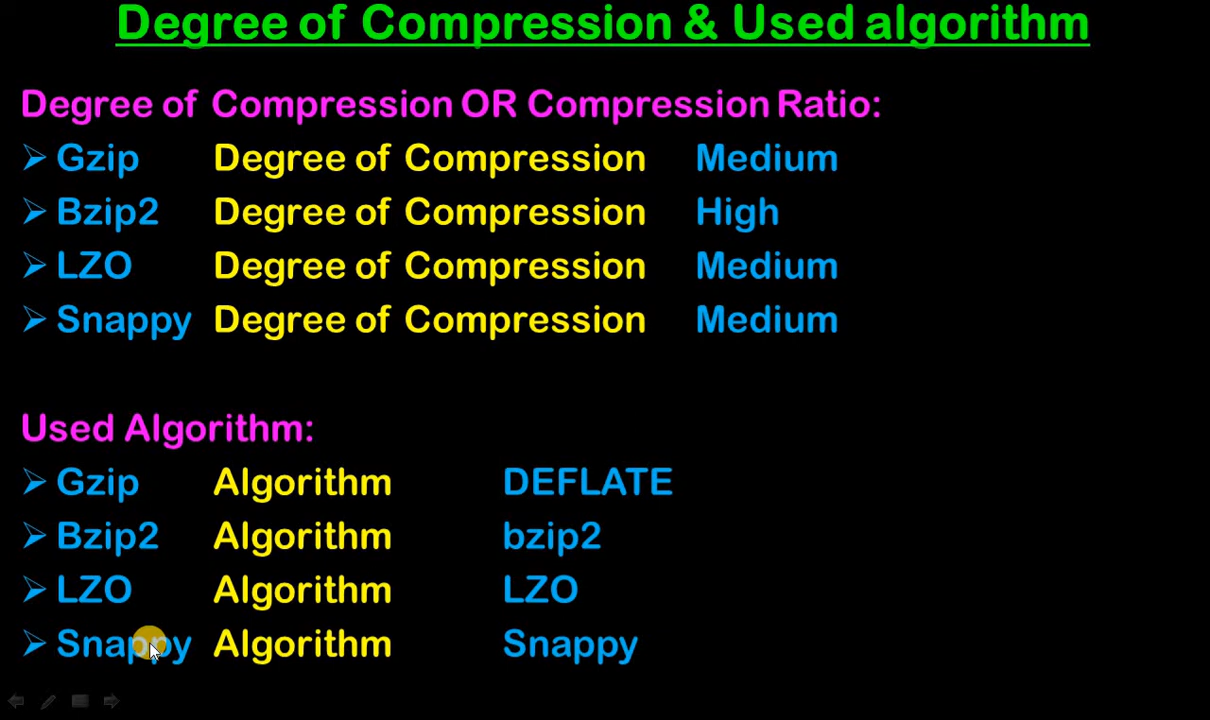 Degree of Compression & Used algorithm
Degree of Compression OR Compression Ratio:
Gzip Degree of Compression Medium
Bzip2 Degree of Compression High
LZO Degree of Compression Medium
Snappy Degree of Compression Medium
Used Algorithm:
Gzip Algorithm DEFLATE
Bzip2 Algorithm bzip2
LZO Algorithm LZO
Snappy Algorithm Snappy